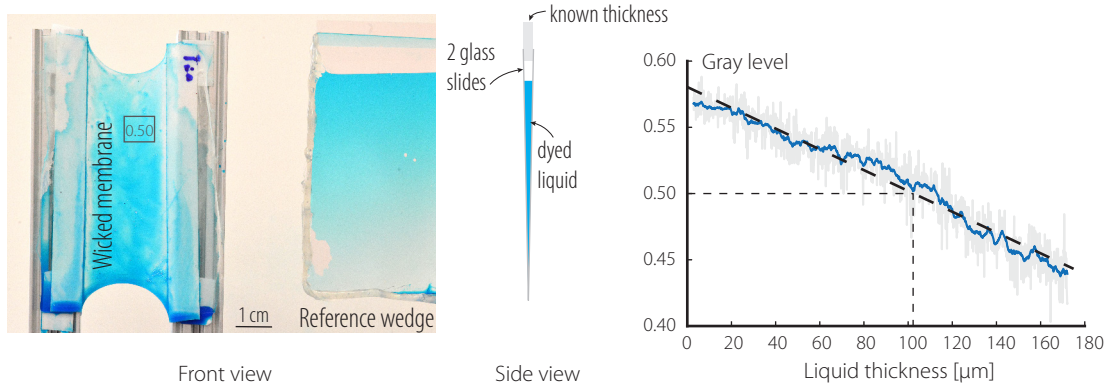 Wicked membrane
0.50
1 cm
Reference wedge
Front view
known thickness
2 glass
slides
dyed
liquid
Side view
Gray level
0.60
0.55
0.50
0.45
0.40
0 20 40 60 80 100 120 140 160 180
Liquid thickness [µm]